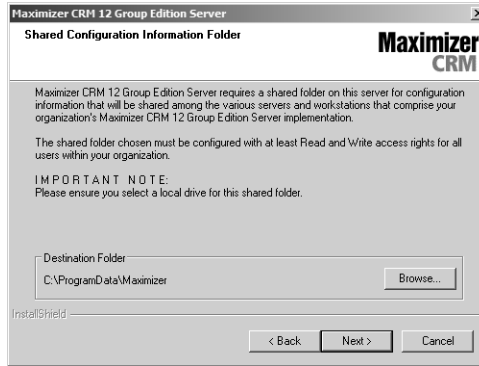 Maximizer CRM 12 Group Edition Server
Shared Configuration Information Folder
Maximizer
CRM
Maximizer CRM 12 Group Edition Server requires a shared folder on this server for configuration
information that will be shared among the various servers and workstations that comprise your
organization's Maximizer CRM 12 Group Edition Server implementation.
The shared folder chosen must be configured with at least Read and Write access rights for all
users within your organization.
I M P O R T A N T   N O T E:
Please ensure you select a local drive for this shared folder.
Destination Folder
C:\ProgramData\Maximizer
Browse...
InstallShield
< Back
Next >
Cancel